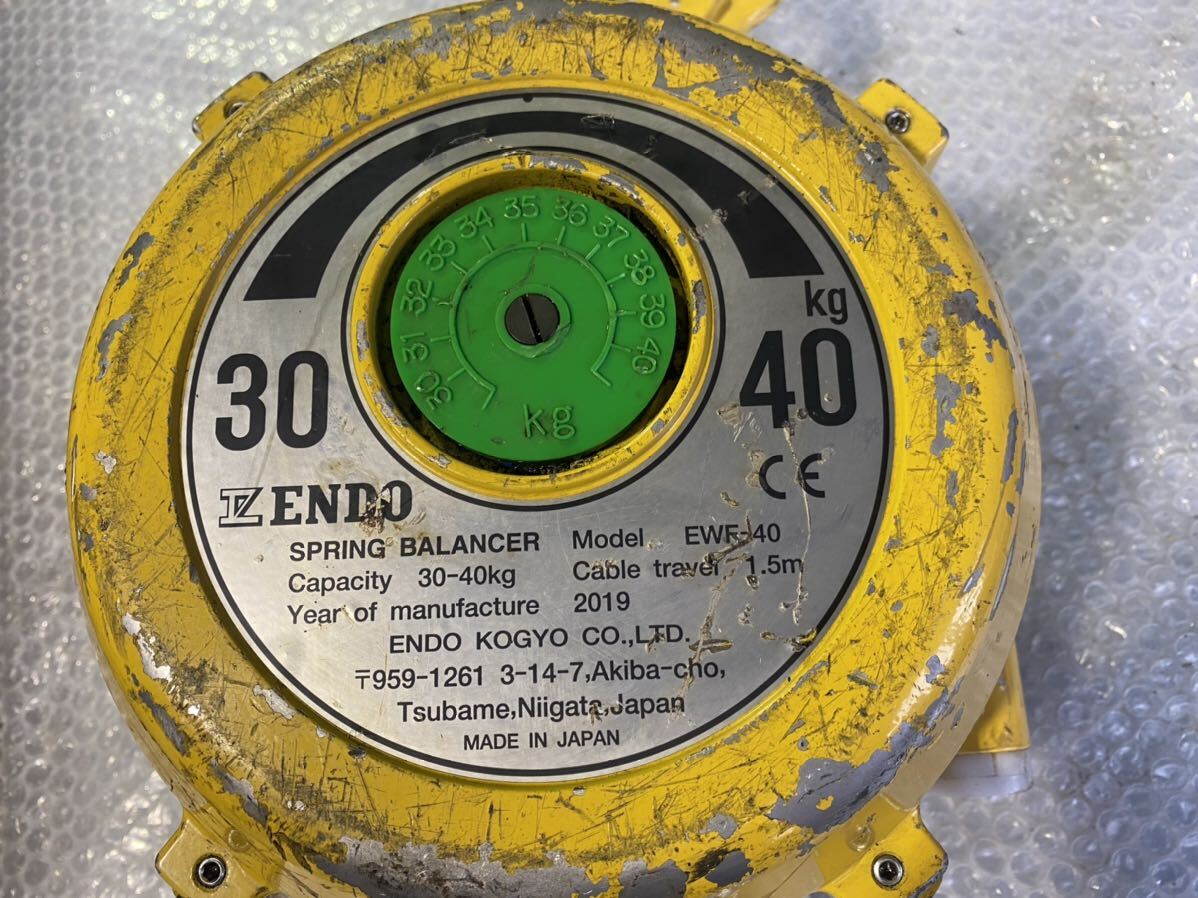 30 31 32 33 34 35 36 37 38 39 40
kg
30
kg
40
ENDO
CE
SPRING BALANCER Model EWF-40
Capacity 30-40kg Cable travel 1.5m
Year of manufacture 2019
ENDO KOGYO CO.,LTD.
〒959-1261 3-14-7,Akiba-cho,
Tsubame,Niigata,Japan
MADE IN JAPAN